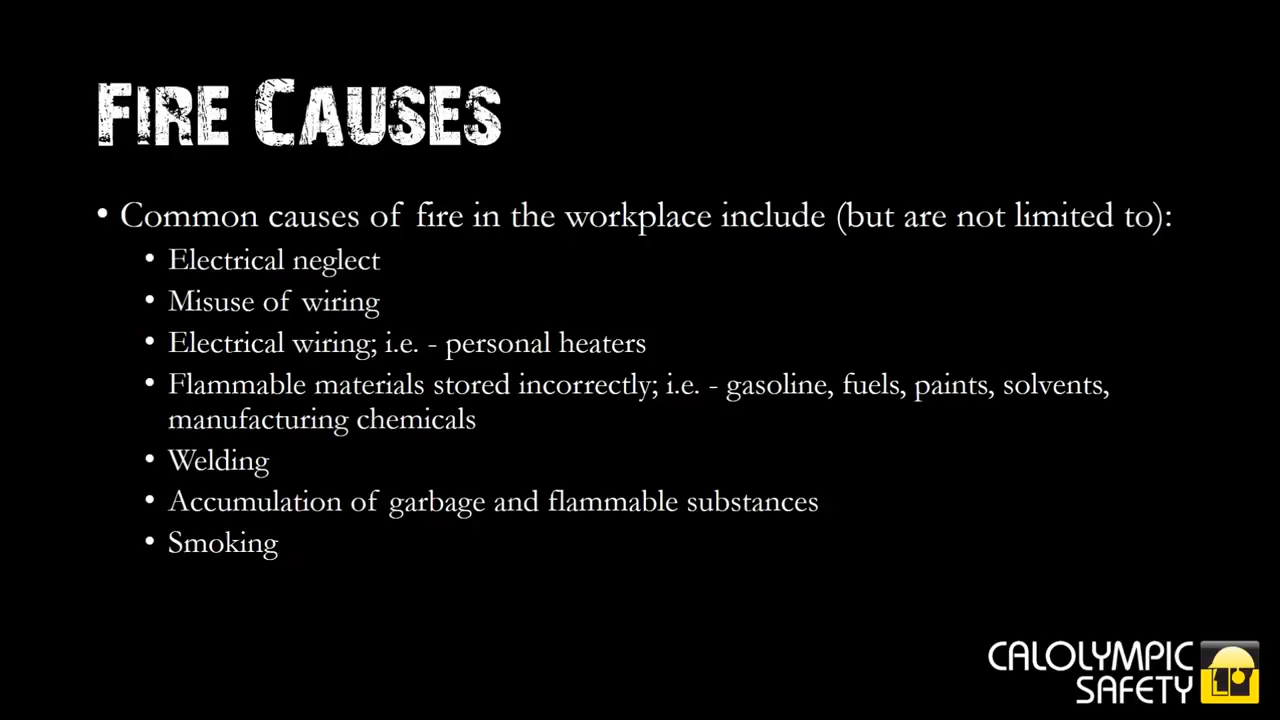 Fire Causes
• Common causes of fire in the workplace include (but are not limited to):
• Electrical neglect
• Misuse of wiring
• Electrical wiring; i.e. - personal heaters
• Flammable materials stored incorrectly; i.e. - gasoline, fuels, paints, solvents,
manufacturing chemicals
• Welding
• Accumulation of garbage and flammable substances
• Smoking
CALOLYMPIC
SAFETY